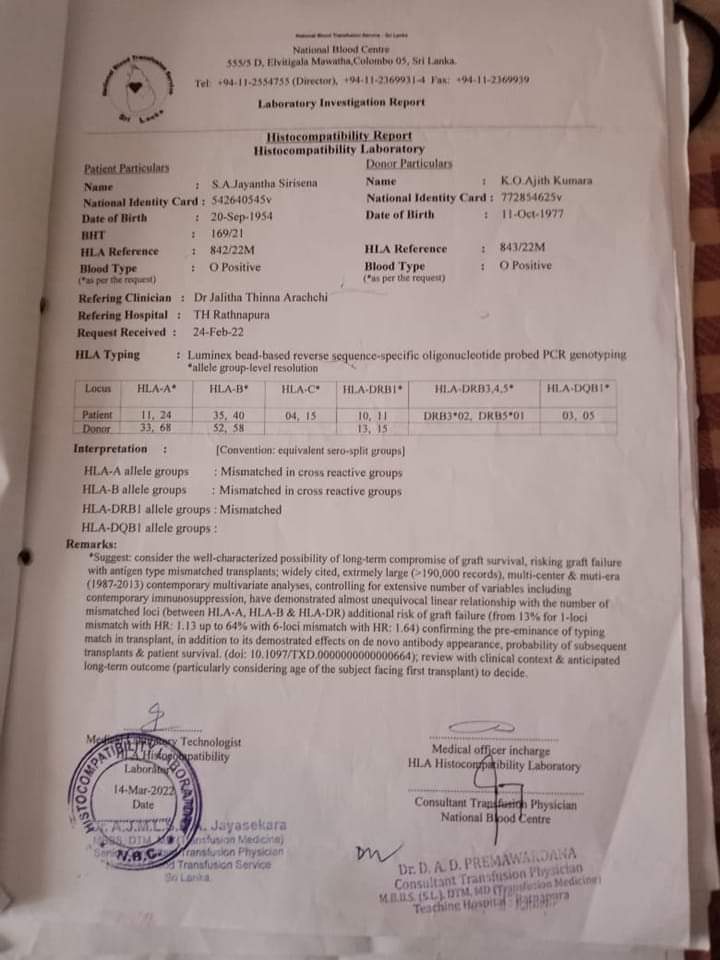 National Blood Transfusion Service - Sri Lanka
National Blood Centre
555/5 D, Elvitigala Mawatha,Colombo 05, Sri Lanka.
Tel: +94-11-2554755 (Director), +94-11-2369931-4 Fax: +94-11-2369939
Laboratory Investigation Report
National Blood Transfusion Service
Sri Lanka
Histocompatibility Report
Histocompatibility Laboratory
Patient Particulars Donor Particulars
Name : S.A.Jayantha Sirisena Name : K.O.Ajith Kumara
National Identity Card : 542640545v National Identity Card : 772854625v
Date of Birth : 20-Sep-1954 Date of Birth : 11-Oct-1977
BHT : 169/21
HLA Reference : 842/22M HLA Reference : 843/22M
Blood Type : O Positive Blood Type : O Positive
(*as per the request) (*as per the request)
Refering Clinician : Dr Jalitha Thinna Arachchi
Refering Hospital : TH Rathnapura
Request Received : 24-Feb-22
HLA Typing : Luminex bead-based reverse sequence-specific oligonucleotide probed PCR genotyping
*allele group-level resolution
Locus HLA-A* HLA-B* HLA-C* HLA-DRB1* HLA-DRB3,4,5* HLA-DQB1*
Patient 11, 24 35, 40 04, 15 10, 11 DRB3*02, DRB5*01 03, 05
Donor 33, 68 52, 58 13, 15
Interpretation : [Convention: equivalent sero-split groups]
HLA-A allele groups : Mismatched in cross reactive groups
HLA-B allele groups : Mismatched in cross reactive groups
HLA-DRB1 allele groups : Mismatched
HLA-DQB1 allele groups :
Remarks:
*Suggest: consider the well-characterized possibility of long-term compromise of graft survival, risking graft failure
with antigen type mismatched transplants; widely cited, extrmely large (>190,000 records), multi-center & muti-era
(1987-2013) contemporary multivariate analyses, controlling for extensive number of variables including
contemporary immunosuppression, have demonstrated almost unequivocal linear relationship with the number of
mismatched loci (between HLA-A, HLA-B & HLA-DR) additional risk of graft failure (from 13% for 1-loci
mismatch with HR: 1.13 up to 64% with 6-loci mismatch with HR: 1.64) confirming the pre-eminance of typing
match in transplant, in addition to its demostrated effects on de novo antibody appearance, probability of subsequent
transplants & patient survival. (doi: 10.1097/TXD.0000000000000664); review with clinical context & anticipated
long-term outcome (particularly considering age of the subject facing first transplant) to decide.
Medical Laboratory Technologist
HLA Histocompatibility
Laboratory
14-Mar-2022
Date
HISTOCOMPATIBILITY LABORATORY
N.B.C.
Jayasekara
MBBS, DTM, MD (Transfusion Medicine)
Transfusion Physician
Transfusion Service
Sri Lanka.
Medical officer incharge
HLA Histocompatibility Laboratory
Consultant Transfusion Physician
National Blood Centre
Dr. D. A. D. PREMAWARDANA
Consultant Transfusion Physician
M.B.B.S. (S.L.), DTM, MD (Transfusion Medicine)
Teaching Hospital - Ratnapura